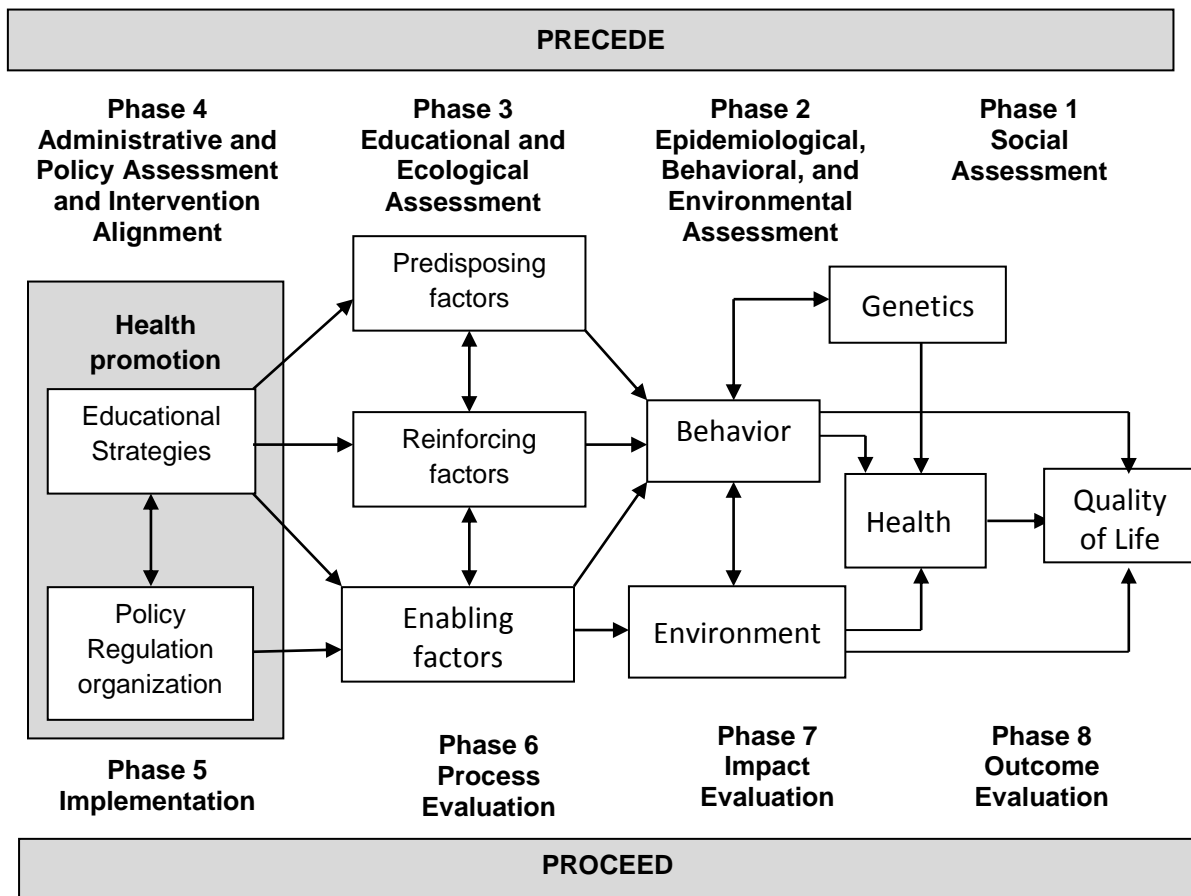 PRECEDE
Phase 4
Administrative and
Policy Assessment
and Intervention
Alignment
Phase 3
Educational and
Ecological
Assessment
Phase 2
Epidemiological,
Behavioral, and
Environmental
Assessment
Phase 1
Social
Assessment
Health
promotion
Educational
Strategies
Policy
Regulation
organization
Predisposing
factors
Reinforcing
factors
Enabling
factors
Genetics
Behavior
Environment
Health
Quality
of Life
Phase 5
Implementation
Phase 6
Process
Evaluation
Phase 7
Impact
Evaluation
Phase 8
Outcome
Evaluation
PROCEED